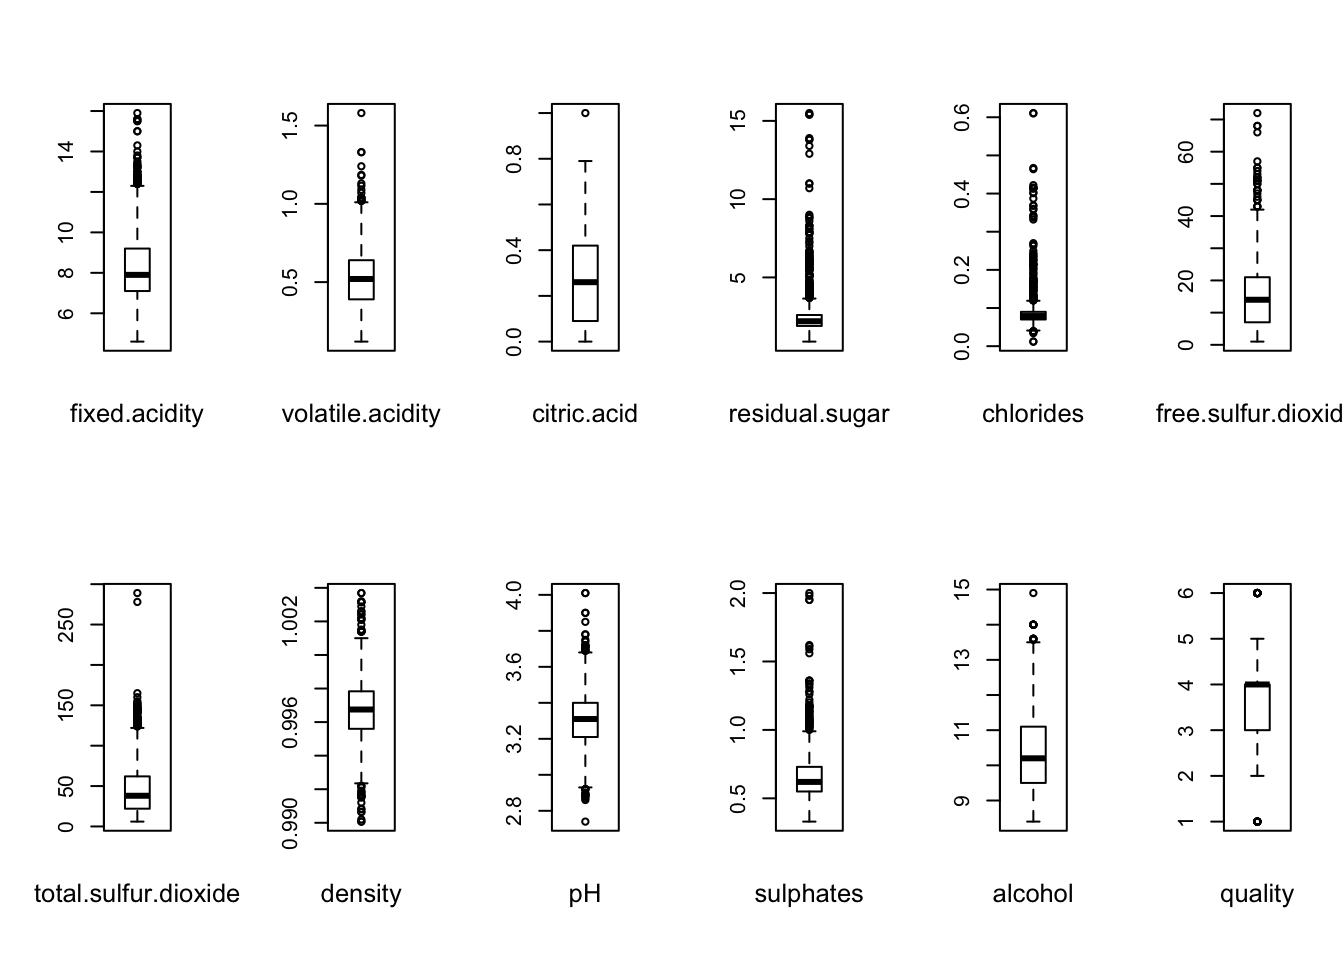 6 8 10 14
fixed.acidity
0.5 1.0 1.5
volatile.acidity
0.0 0.4 0.8
citric.acid
5 10 15
residual.sugar
0.0 0.2 0.4 0.6
chlorides
0 20 40 60
free.sulfur.dioxid
0 50 150 250
total.sulfur.dioxide
0.990 0.996 1.002
density
2.8 3.2 3.6 4.0
pH
0.5 1.0 1.5 2.0
sulphates
9 11 13 15
alcohol
1 2 3 4 5 6
quality